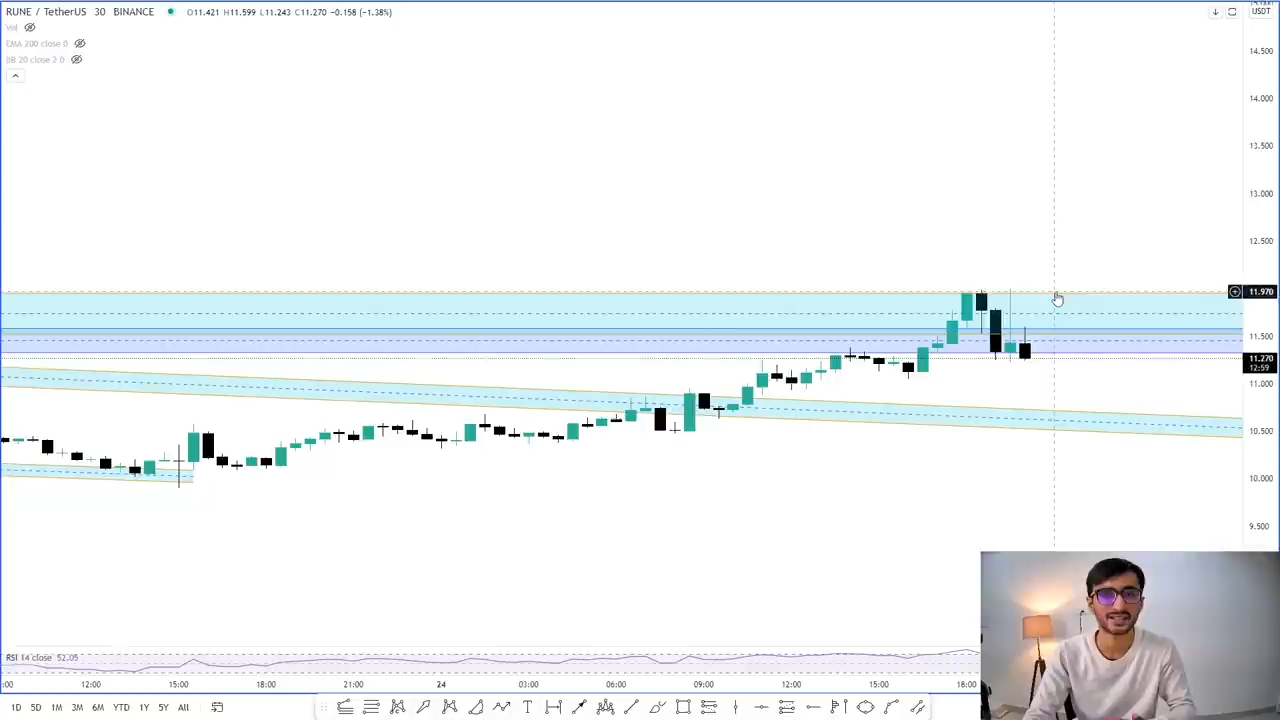 RUNE / TetherUS 30 BINANCE O11.421 H11.599 L11.243 C11.270 −0.158 (−1.38%) USDT
Vol
EMA 200 close 0
BB 20 close 2 0
14.500
14.000
13.500
13.000
12.500
11.970
11.500
11.270
12:59
11.000
10.500
10.000
9.500
RSI 14 close 52.05
:00 12:00 15:00 18:00 21:00 24 03:00 06:00 09:00 12:00 15:00 18:00
1D 5D 1M 3M 6M YTD 1Y 5Y All